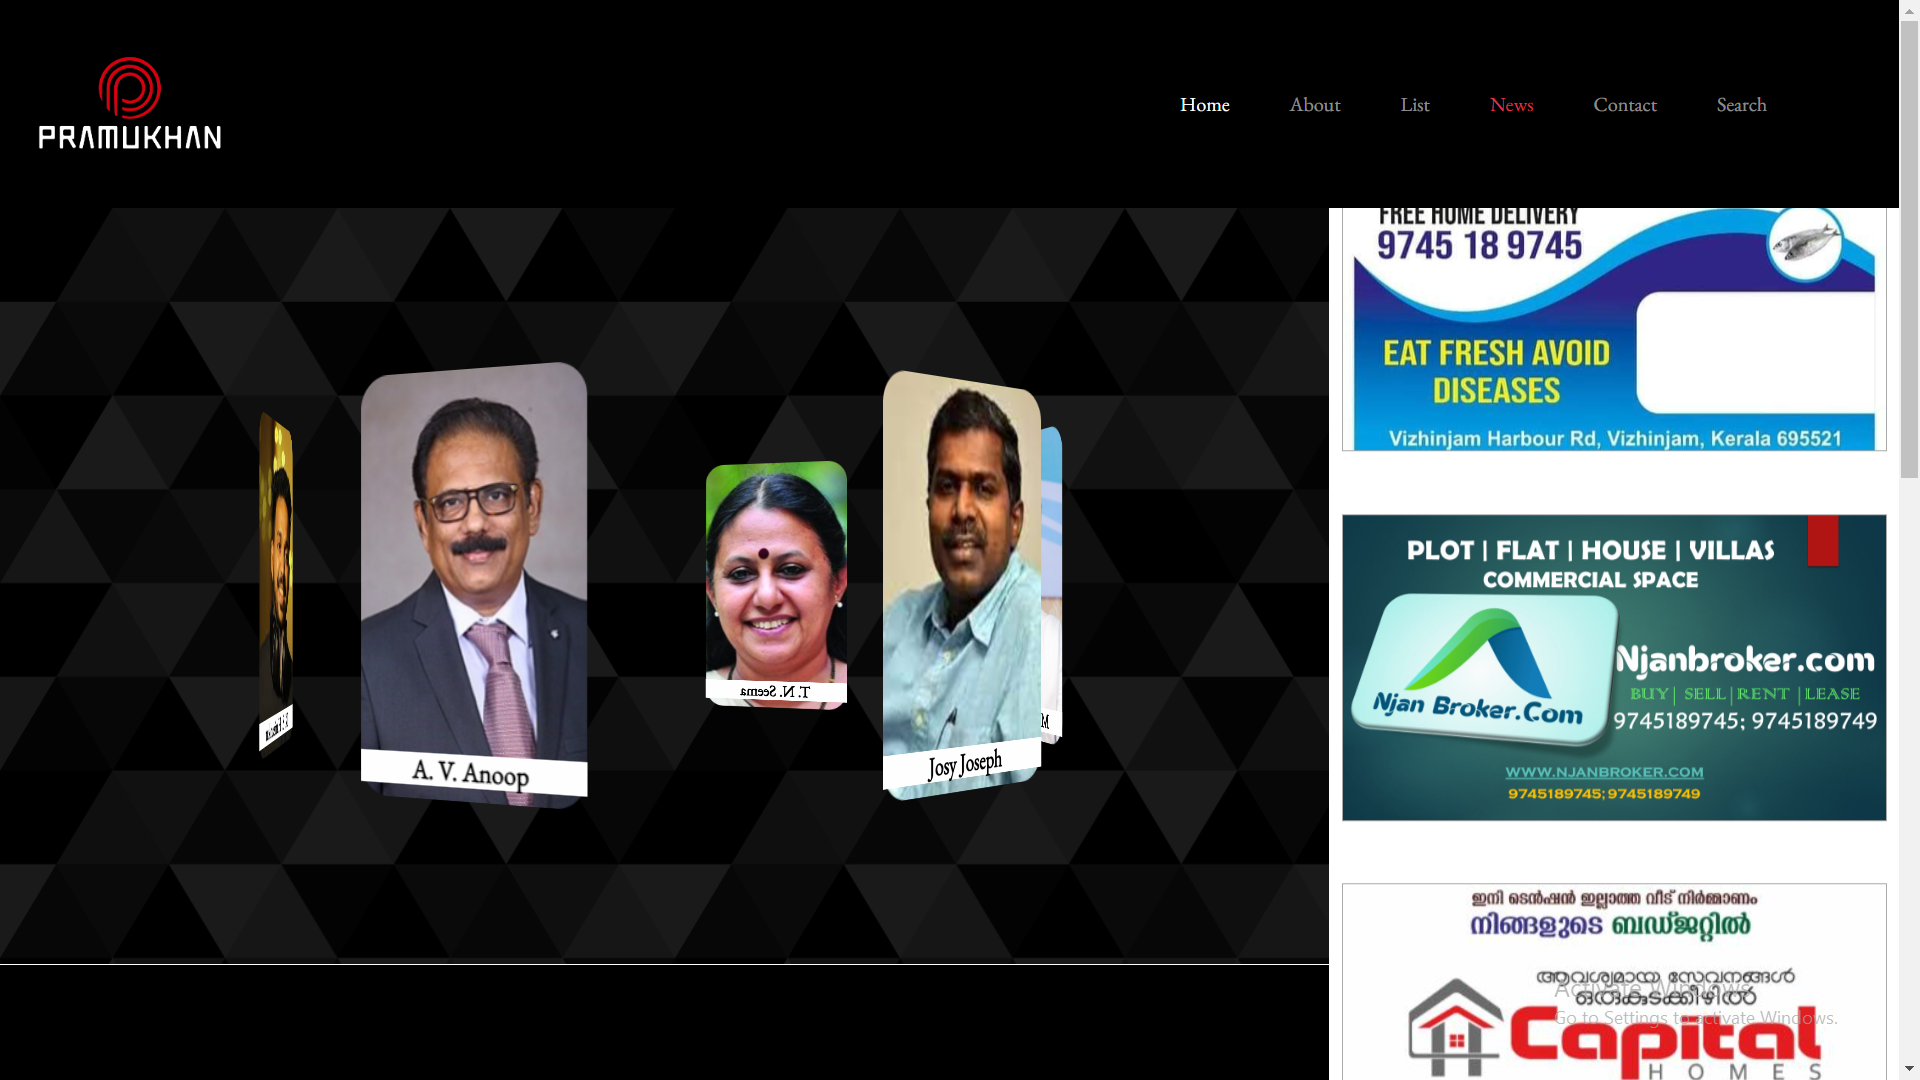 PRAMUKHAN
Home
About
List
News
Contact
Search
FREE HOME DELIVERY
9745 18 9745
EAT FRESH AVOID
DISEASES
Vizhinjam Harbour Rd, Vizhinjam, Kerala 695521
A. V. Anoop
T. N. Seema
Josy Joseph
PLOT | FLAT | HOUSE | VILLAS
COMMERCIAL SPACE
Njan Broker.Com
Njanbroker.com
BUY| SELL|RENT |LEASE
9745189745; 9745189749
WWW.NJANBROKER.COM
9745189745; 9745189749
ഇനി ടെൻഷൻ ഇല്ലാത്ത വീട് നിർമ്മാണം
നിങ്ങളുടെ ബഡ്ജറ്റിൽ
ആവശ്യമായ സേവനങ്ങൾ
ഒരുകുടക്കീഴിൽ
Activate Windows
Go to Settings to activate Windows.
Capital
HOMES